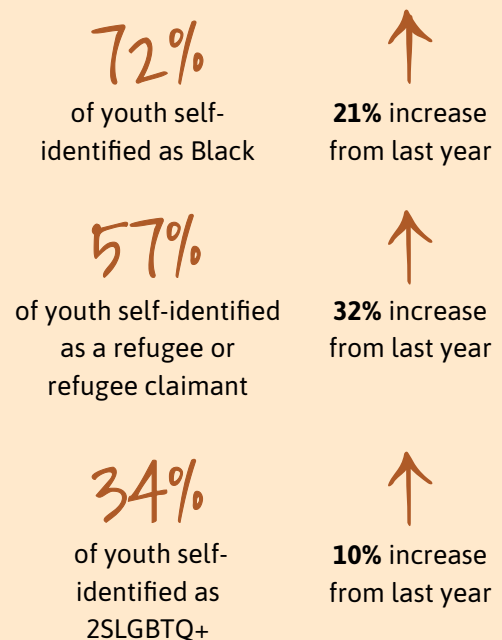 72%
of youth self-
identified as Black
21% increase
from last year
57%
of youth self-identified
as a refugee or
refugee claimant
32% increase
from last year
34%
of youth self-
identified as
2SLGBTQ+
10% increase
from last year